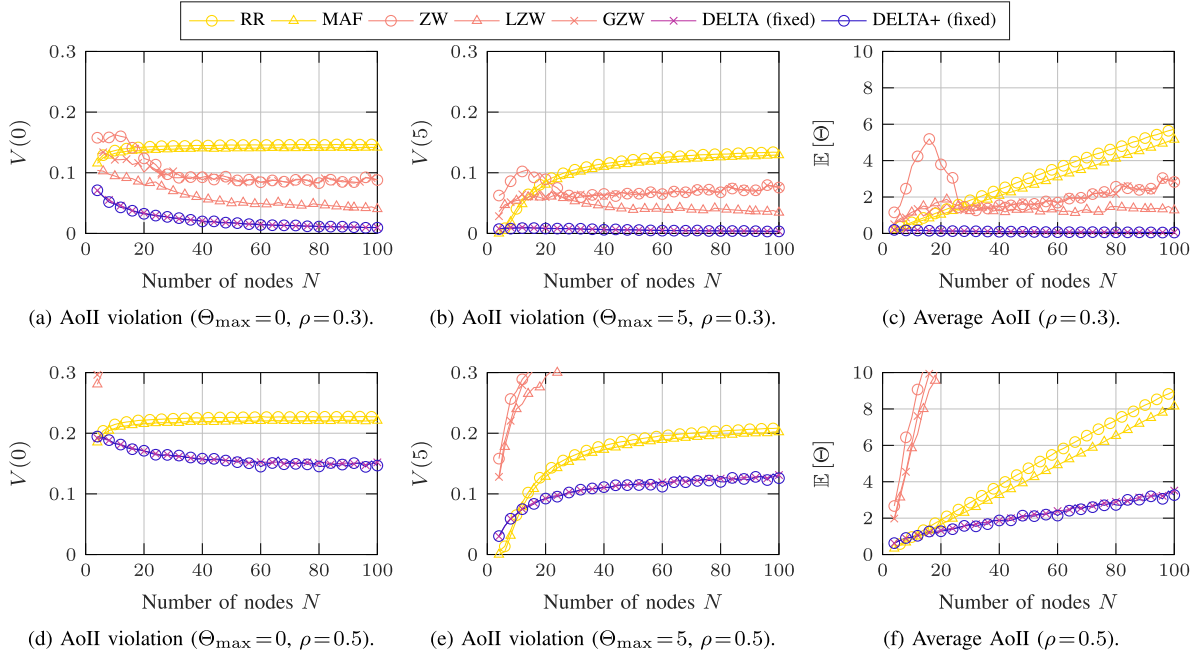 RR MAF ZW LZW GZW DELTA (fixed) DELTA+ (fixed)
0.3 0.2 0.1 0
V(0)
0 20 40 60 80 100
Number of nodes N
(a) AoII violation (Θmax=0, ρ=0.3).
0.3 0.2 0.1 0
V(5)
0 20 40 60 80 100
Number of nodes N
(b) AoII violation (Θmax=5, ρ=0.3).
10 8 6 4 2 0
𝔼[Θ]
0 20 40 60 80 100
Number of nodes N
(c) Average AoII (ρ=0.3).
0.3 0.2 0.1 0
V(0)
0 20 40 60 80 100
Number of nodes N
(d) AoII violation (Θmax=0, ρ=0.5).
0.3 0.2 0.1 0
V(5)
0 20 40 60 80 100
Number of nodes N
(e) AoII violation (Θmax=5, ρ=0.5).
10 8 6 4 2 0
𝔼[Θ]
0 20 40 60 80 100
Number of nodes N
(f) Average AoII (ρ=0.5).